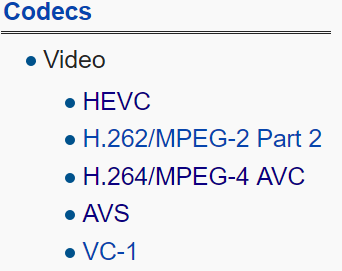 Codecs
Video
HEVC
H.262/MPEG-2 Part 2
H.264/MPEG-4 AVC
AVS
VC-1